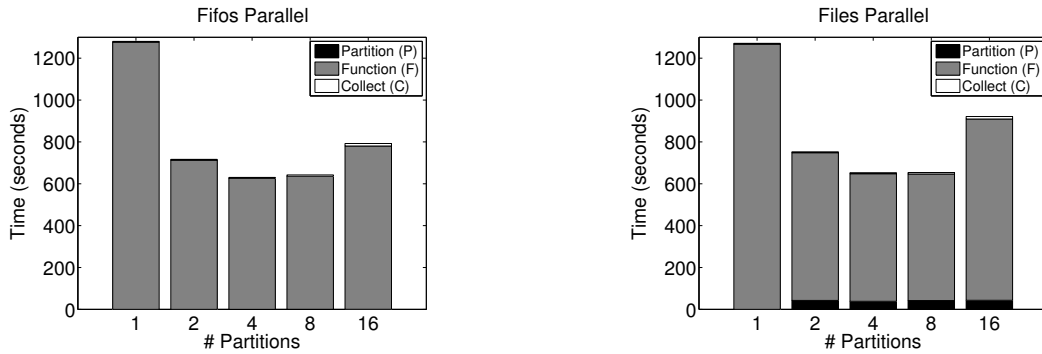 Fifos Parallel
1200
1000
800
600
400
200
0
Time (seconds)
Partition (P)
Function (F)
Collect (C)
1 2 4 8 16
# Partitions
Files Parallel
1200
1000
800
600
400
200
0
Time (seconds)
Partition (P)
Function (F)
Collect (C)
1 2 4 8 16
# Partitions